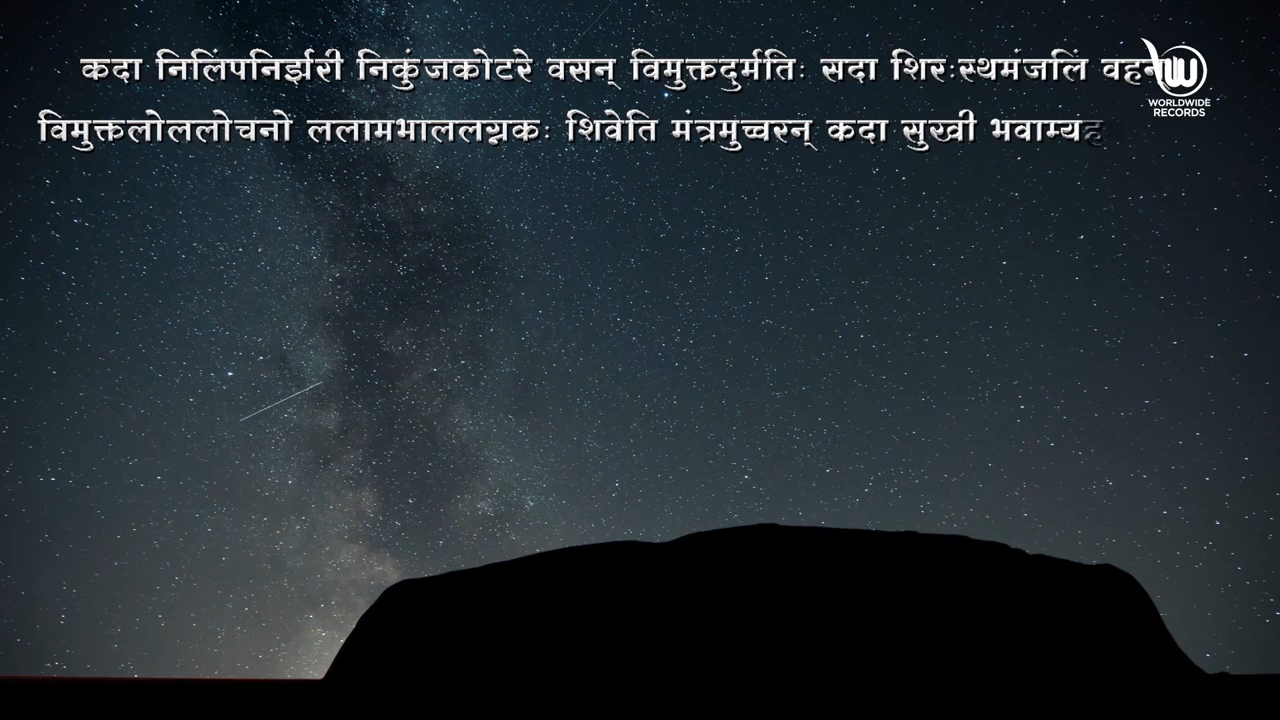 कदा निलिंपनिर्झरी निकुंजकोटरे वसन् विमुक्तदुर्मतिः सदा शिरःस्थमंजलिं
विमुक्तलोललोचनो ललामभाललग्नकः शिवेति मंत्रमुच्चरन् कदा सुखी भवाम्यह
WORLDWIDE
RECORDS